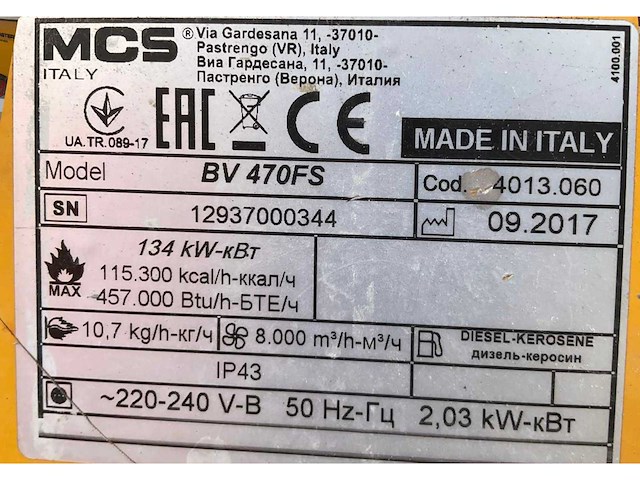 MCS ® Via Gardesana 11, -37010-
Pastrengo (VR), Italy
ITALY Виа Гардесана, 11, -37010-
Пастренго (Верона), Италия
4100.001
UA.TR.089-17 EAC CE MADE IN ITALY
Model BV 470FS Cod. 4013.060
SN 12937000344 09.2017
134 kW-кВт
115.300 kcal/h-ккал/ч
MAX 457.000 Btu/h-БТЕ/ч
10,7 kg/h-кг/ч 8.000 m³/h-м³/ч DIESEL-KEROSENE
дизель-керосин
IP43
~220-240 V-В 50 Hz-Гц 2,03 kW-кВт